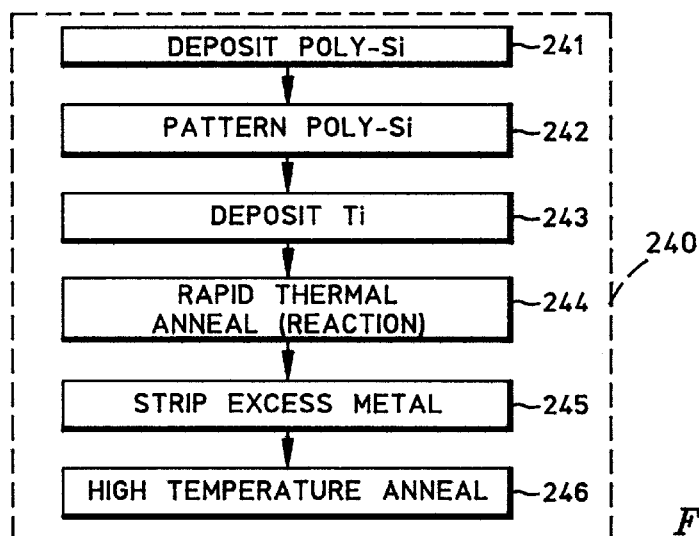 DEPOSIT POLY-Si 241
PATTERN POLY-Si 242
DEPOSIT Ti 243
240
RAPID THERMAL
ANNEAL (REACTION) 244
STRIP EXCESS METAL 245
HIGH TEMPERATURE ANNEAL 246
F